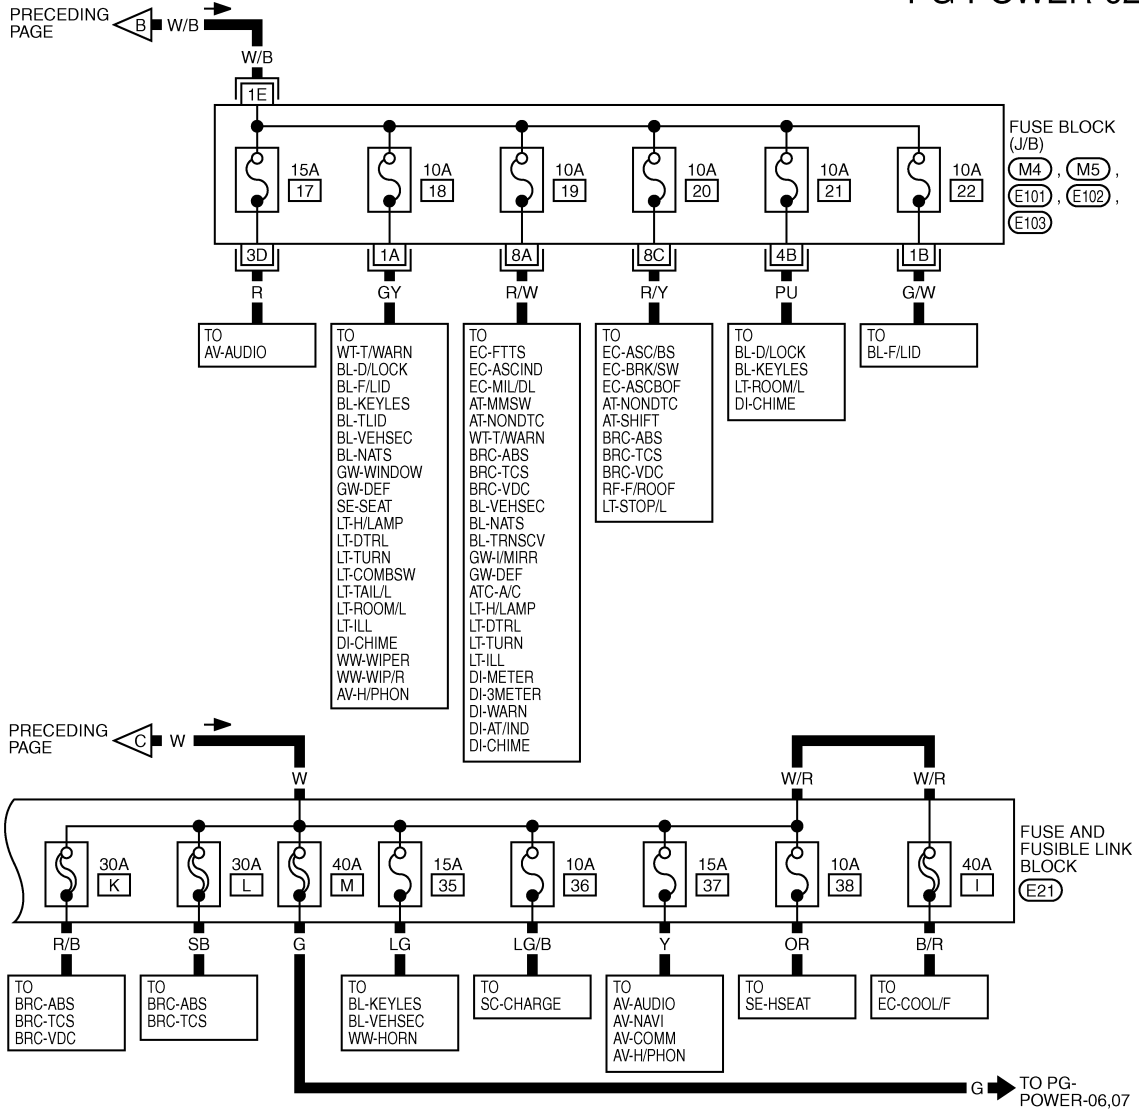 PRECEDING
PAGE
B
W/B
W/B
1E
FUSE BLOCK
(J/B)
M4 , M5 ,
E101 , E102 ,
E103
15A
17
10A
18
10A
19
10A
20
10A
21
10A
22
3D
1A
8A
8C
4B
1B
R
GY
R/W
R/Y
PU
G/W
TO
AV-AUDIO
TO
WT-T/WARN
BL-D/LOCK
BL-F/LID
BL-KEYLES
BL-TLID
BL-VEHSEC
BL-NATS
GW-WINDOW
GW-DEF
SE-SEAT
LT-H/LAMP
LT-DTRL
LT-TURN
LT-COMBSW
LT-TAIL/L
LT-ROOM/L
LT-ILL
DI-CHIME
WW-WIPER
WW-WIP/R
AV-H/PHON
TO
EC-FTTS
EC-ASCIND
EC-MIL/DL
AT-MMSW
AT-NONDTC
WT-T/WARN
BRC-ABS
BRC-TCS
BRC-VDC
BL-VEHSEC
BL-NATS
BL-TRNSCV
GW-I/MIRR
GW-DEF
ATC-A/C
LT-H/LAMP
LT-DTRL
LT-TURN
LT-ILL
DI-METER
DI-3METER
DI-WARN
DI-AT/IND
DI-CHIME
TO
EC-ASC/BS
EC-BRK/SW
EC-ASCBOF
AT-NONDTC
AT-SHIFT
BRC-ABS
BRC-TCS
BRC-VDC
RF-F/ROOF
LT-STOP/L
TO
BL-D/LOCK
BL-KEYLES
LT-ROOM/L
DI-CHIME
TO
BL-F/LID
PRECEDING
PAGE
C
W
W
W/R
W/R
FUSE AND
FUSIBLE LINK
BLOCK
E21
30A
K
30A
L
40A
M
15A
35
10A
36
15A
37
10A
38
40A
I
R/B
SB
G
LG
LG/B
Y
OR
B/R
TO
BRC-ABS
BRC-TCS
BRC-VDC
TO
BRC-ABS
BRC-TCS
TO
BL-KEYLES
BL-VEHSEC
WW-HORN
TO
SC-CHARGE
TO
AV-AUDIO
AV-NAVI
AV-COMM
AV-H/PHON
TO
SE-HSEAT
TO
EC-COOL/F
G
TO PG-
POWER-06,07